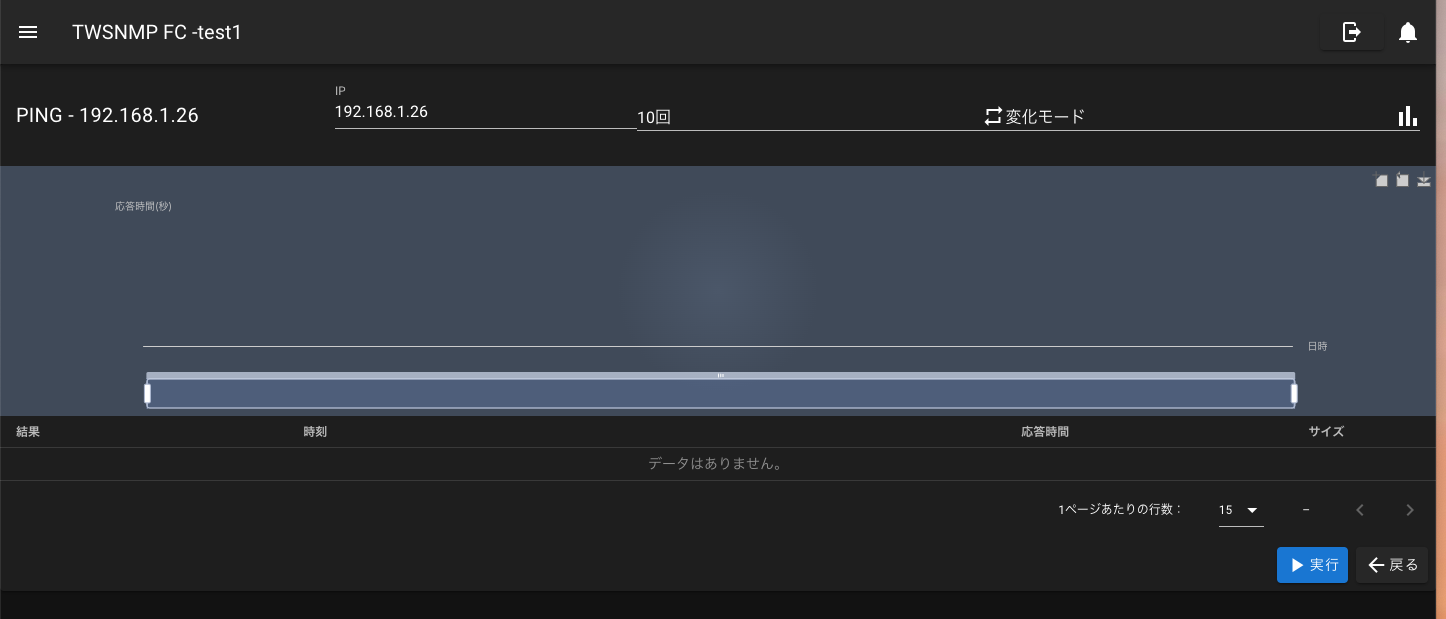 TWSNMP FC -test1
PING - 192.168.1.26
IP
192.168.1.26
10回
変化モード
応答時間(秒)
日時
結果 時刻 応答時間 サイズ
データはありません。
1ページあたりの行数： 15 –
実行 戻る